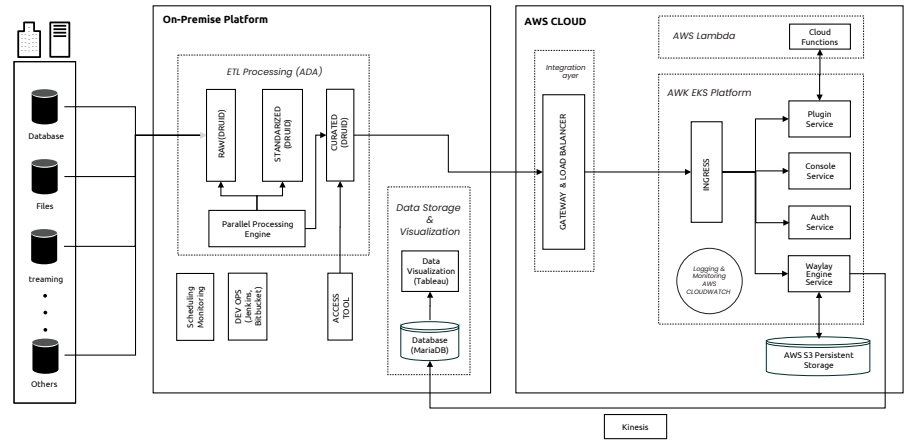 On-Premise Platform
AWS CLOUD
Database
Files
treaming
Others
ETL Processing (ADA)
RAW(DRUID)
STANDARIZED
(DRUID)
CURATED
(DRUID)
Parallel Processing
Engine
Scheduling
Monitoring
DEV OPS
(Jenkins,
Bitbucket)
ACCESS
TOOL
Data Storage
&
Visualization
Data
Visualization
(Tableau)
Database
(MariaDB)
Integration
ayer
GATEWAY & LOAD BALANCER
AWS Lambda
Cloud
Functions
AWK EKS Platform
INGRESS
Plugin
Service
Console
Service
Auth
Service
Waylay
Engine
Service
Logging &
Monitoring
AWS
CLOUDWATCH
AWS S3 Persistent
Storage
Kinesis